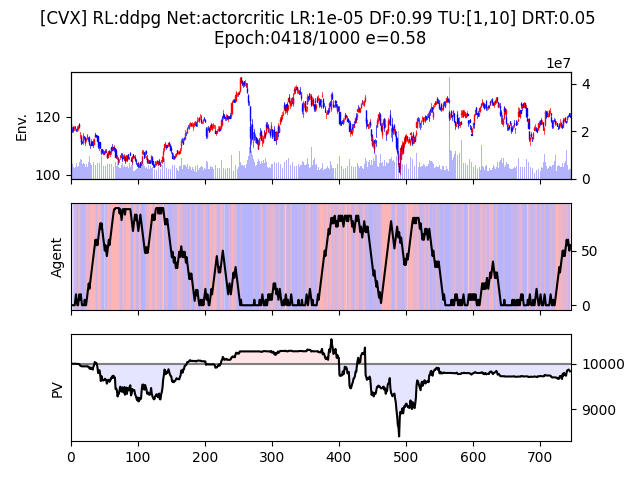 [CVX] RL:ddpg Net:actorcritic LR:1e-05 DF:0.99 TU:[1,10] DRT:0.05
Epoch:0418/1000 e=0.58
1e7
Env.
120
100
4
2
0
Agent
50
0
PV
10000
9000
0 100 200 300 400 500 600 700